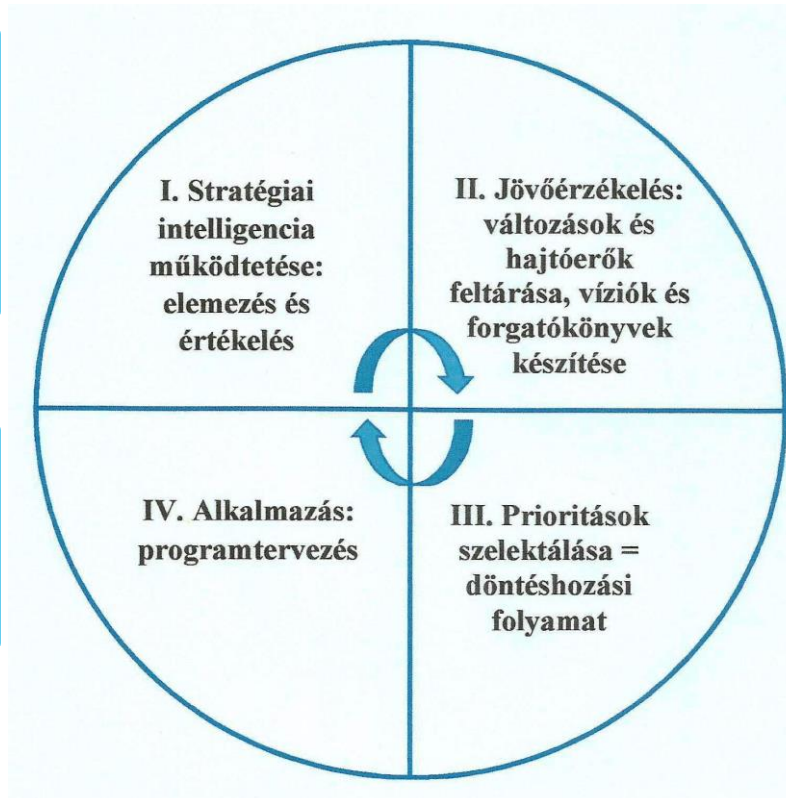 I. Stratégiai
intelligencia
működtetése:
elemezés és
értékelés
II. Jövőérzékelés:
változások és
hajtóerők
feltárása, víziók és
forgatókönyvek
készítése
IV. Alkalmazás:
programtervezés
III. Prioritások
szelektálása =
döntéshozási
folyamat